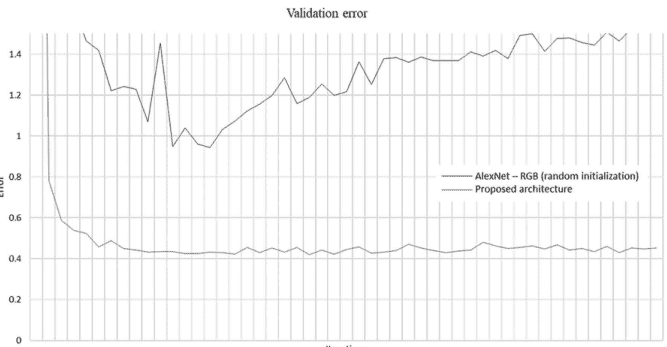 Validation error
1.4
1.2
1
0.8
AlexNet – RGB (random initialization)
Proposed architecture
0.6
0.4
0.2
0